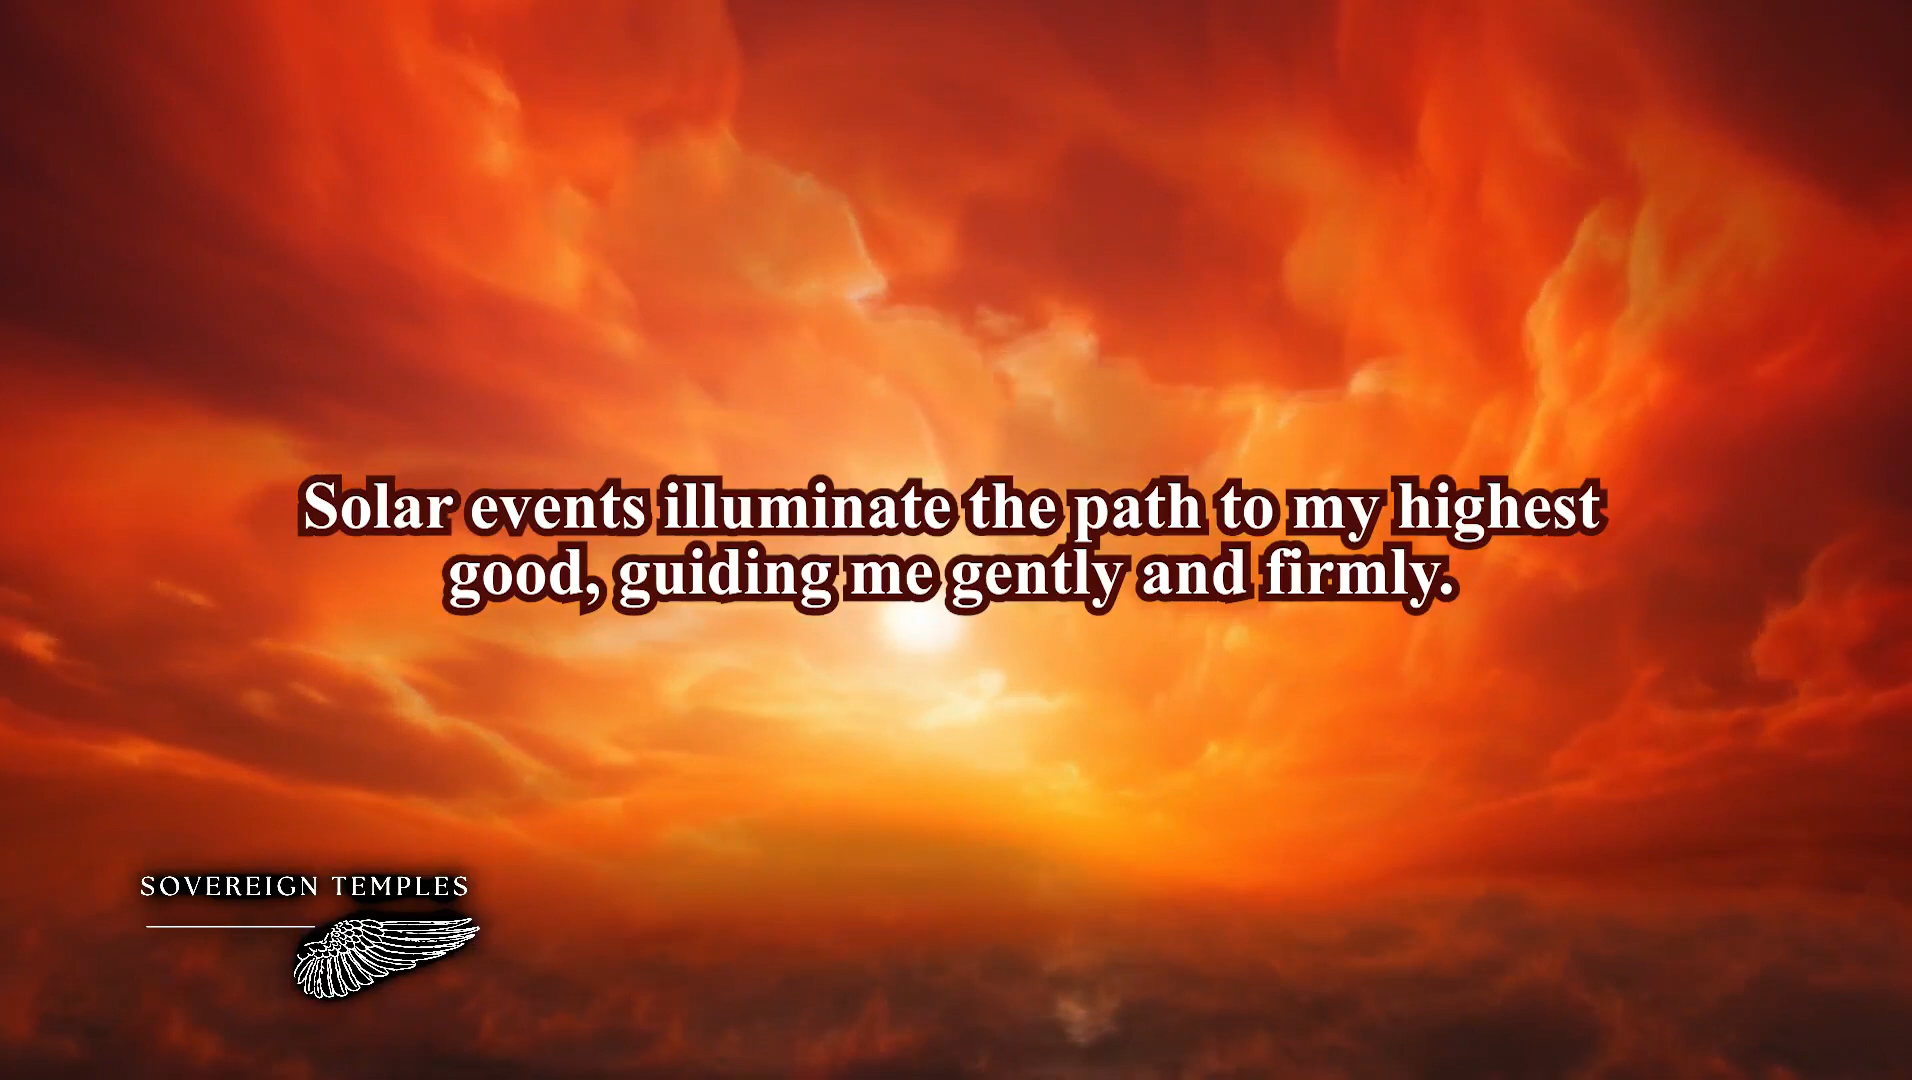 Solar events illuminate the path to my highest
good, guiding me gently and firmly.
SOVEREIGN TEMPLES